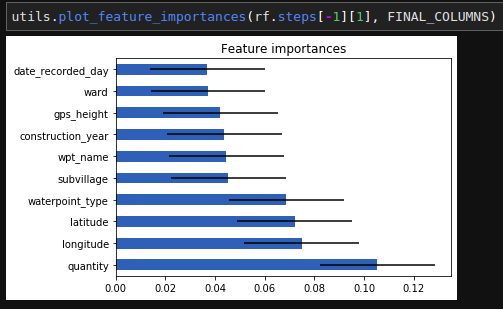 utils.plot_feature_importances(rf.steps[-1][1], FINAL_COLUMNS)
Feature importances
date_recorded_day
ward
gps_height
construction_year
wpt_name
subvillage
waterpoint_type
latitude
longitude
quantity
0.00 0.02 0.04 0.06 0.08 0.10 0.12